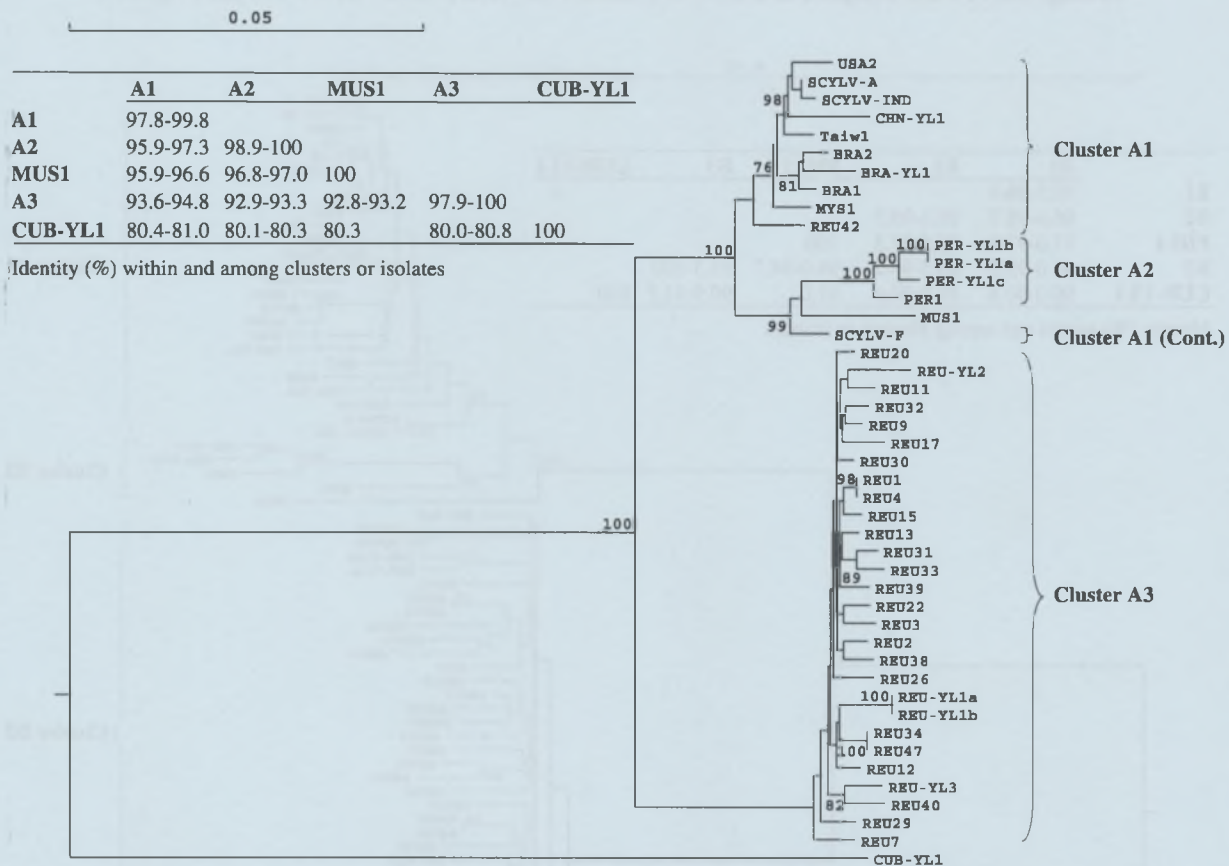 0.05
A1 A2 MUS1 A3 CUB-YL1
A1 97.8-99.8
A2 95.9-97.3 98.9-100
MUS1 95.9-96.6 96.8-97.0 100
A3 93.6-94.8 92.9-93.3 92.8-93.2 97.9-100
CUB-YL1 80.4-81.0 80.1-80.3 80.3 80.0-80.8 100
Identity (%) within and among clusters or isolates
USA2
SCYLV-A
98 SCYLV-IND
CHN-YL1
Taiw1
Cluster A1
BRA2
76 BRA-YL1
81 BRA1
MYS1
REU42
100 100 PER-YL1b
100 PER-YL1a
Cluster A2
100 PER-YL1c
PER1
MUS1
99 SCYLV-F
Cluster A1 (Cont.)
REU20
REU-YL2
REU11
REU32
REU9
REU17
REU30
98 REU1
REU4
REU15
100 REU13
REU31
89 REU33
REU39
Cluster A3
REU22
REU3
REU2
REU38
REU26
100 REU-YL1a
REU-YL1b
REU34
100 REU47
REU12
REU-YL3
82 REU40
REU29
REU7
CUB-YL1